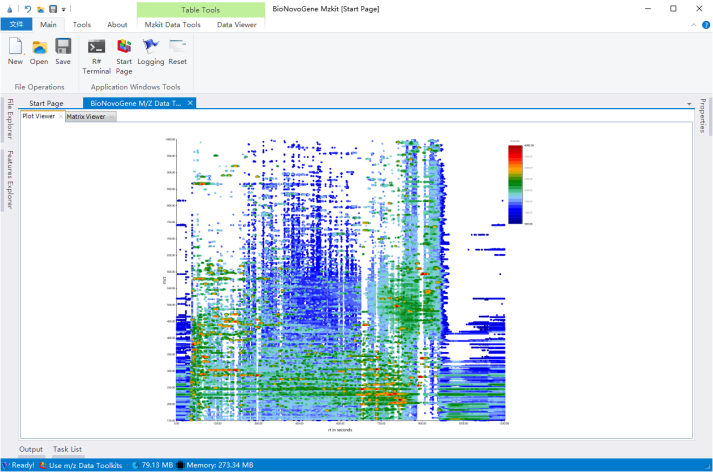 Table Tools
BioNovoGene Mzkit [Start Page]
文件 Main Tools About Mzkit Data Tools Data Viewer
New Open Save R# Terminal Start Page Logging Reset
File Operations Application Windows Tools
Start Page BioNovoGene M/Z Data T...
Plot Viewer Matrix Viewer
File Explorer
Features Explorer
Properties
rt in seconds
Output Task List
Ready! Use m/z Data Toolkits 79.13 MB Memory: 273.34 MB